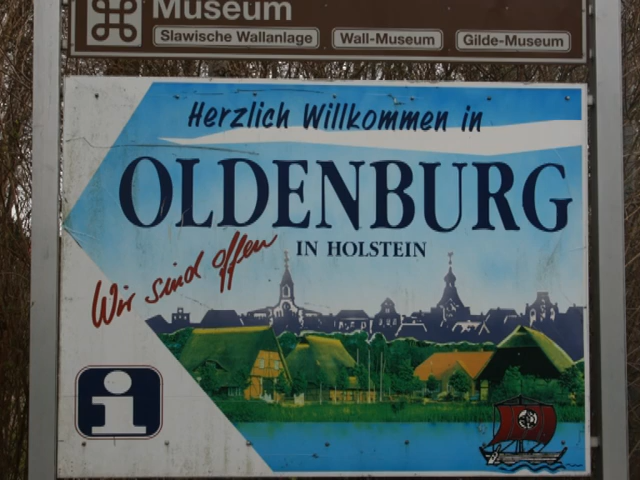 Museum
Slawische Wallanlage Wall-Museum Gilde-Museum
Herzlich Willkommen in
OLDENBURG
IN HOLSTEIN
Wir sind offen
i